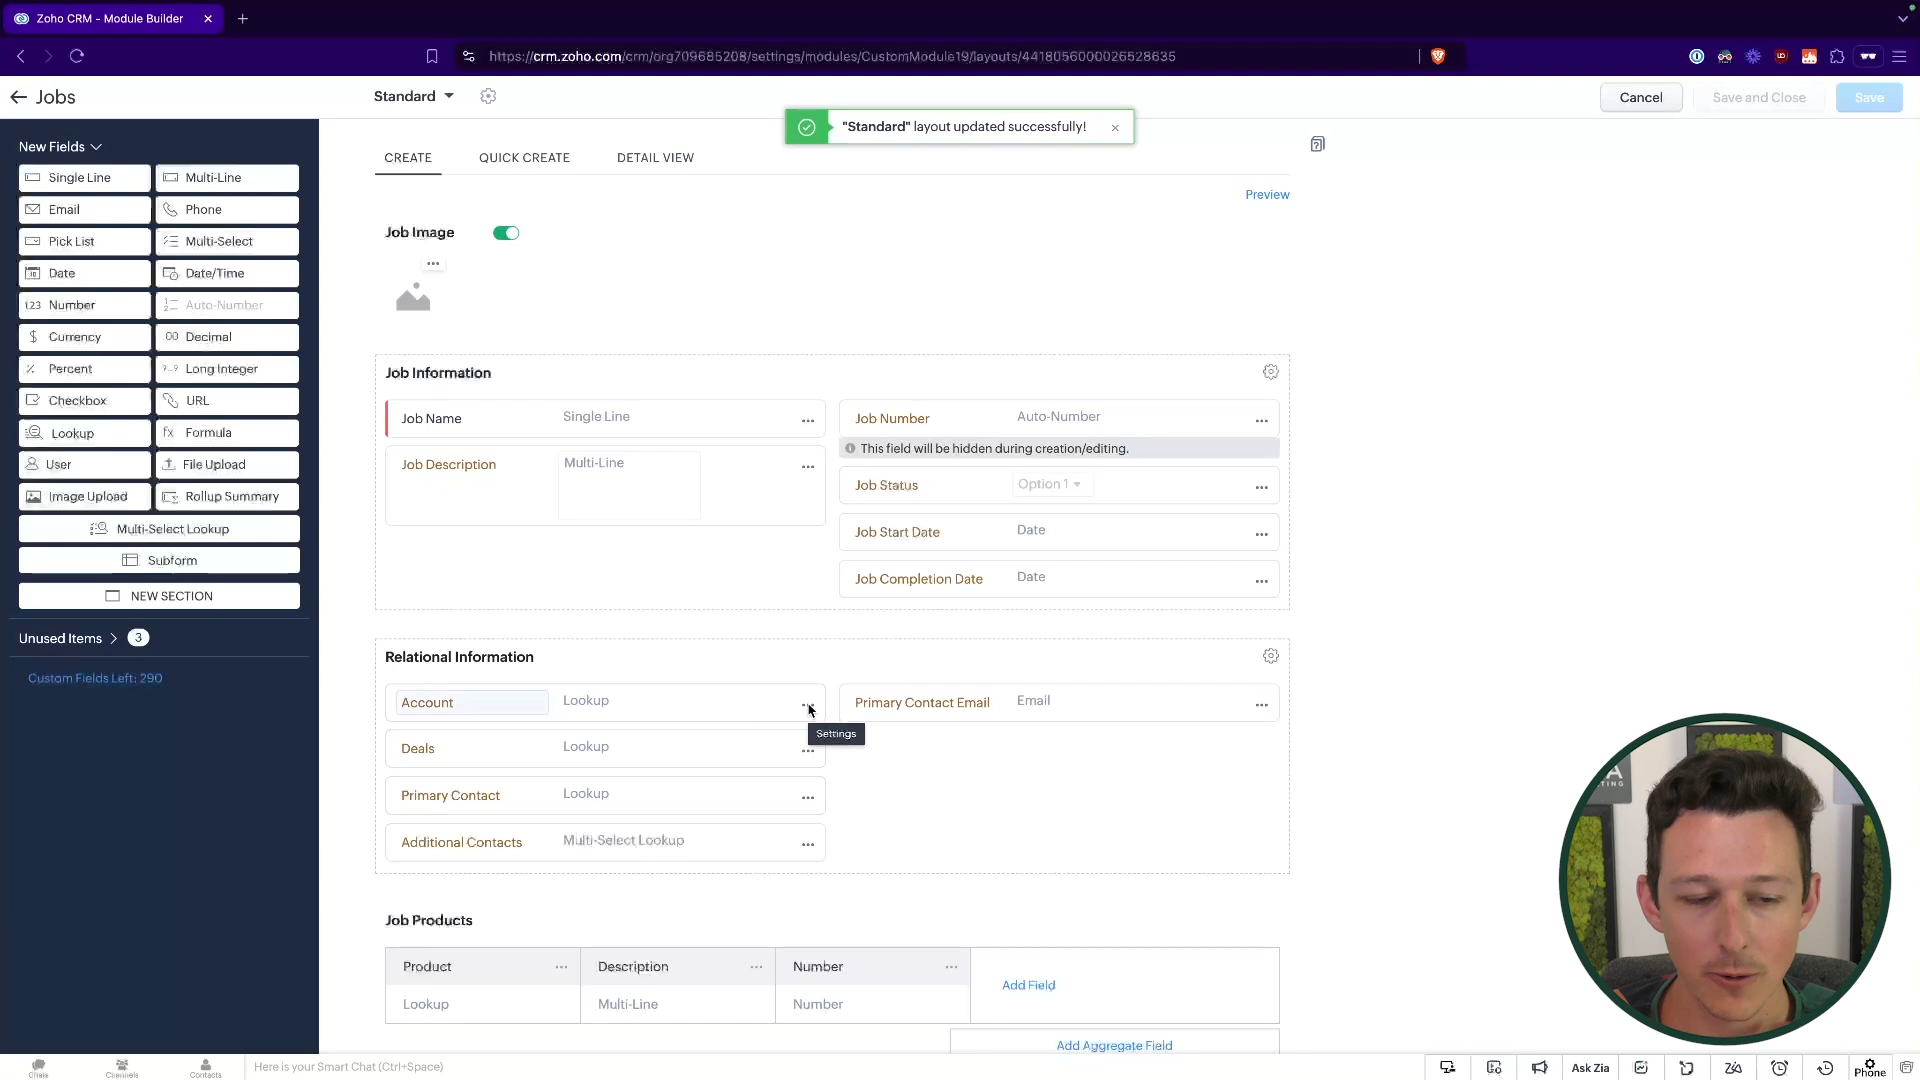 Zoho CRM - Module Builder
https://crm.zoho.com/crm/org709685208/settings/modules/CustomModule19/layouts/4418056000026528635
Jobs
Standard
Cancel
Save and Close
Save
"Standard" layout updated successfully!
New Fields
Single Line
Multi-Line
Email
Phone
Pick List
Multi-Select
Date
Date/Time
Number
Auto-Number
Currency
Decimal
Percent
Long Integer
Checkbox
URL
Lookup
Formula
User
File Upload
Image Upload
Rollup Summary
Multi-Select Lookup
Subform
NEW SECTION
Unused Items 3
Custom Fields Left: 290
CREATE
QUICK CREATE
DETAIL VIEW
Preview
Job Image
Job Information
Job Name Single Line
Job Number Auto-Number
This field will be hidden during creation/editing.
Job Description Multi-Line
Job Status Option 1
Job Start Date Date
Job Completion Date Date
Relational Information
Account Lookup
Primary Contact Email Email
Settings
Deals Lookup
Primary Contact Lookup
Additional Contacts Multi-Select Lookup
Job Products
Product
Description
Number
Add Field
Lookup
Multi-Line
Number
Add Aggregate Field
Chats
Channels
Contacts
Here is your Smart Chat (Ctrl+Space)
Ask Zia
Phone